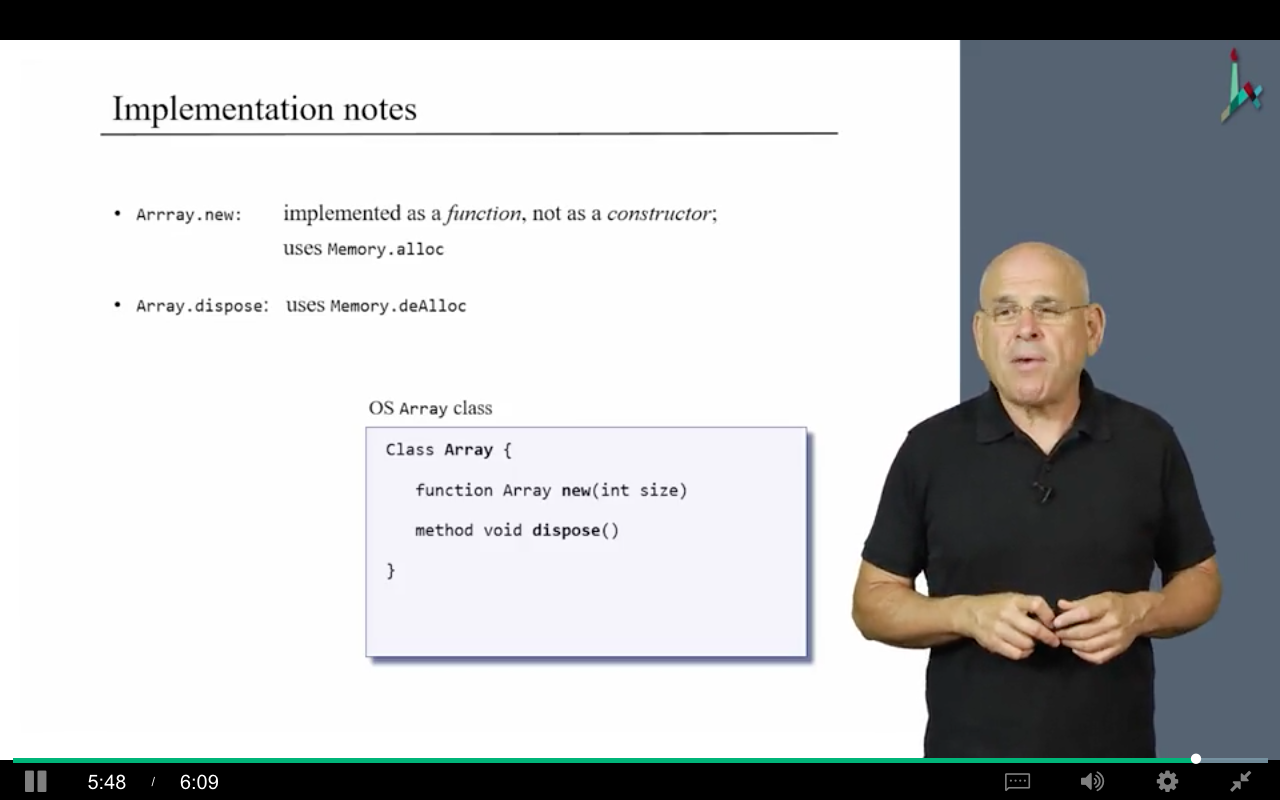 Implementation notes
• Arrray.new: implemented as a function, not as a constructor;
uses Memory.alloc
• Array.dispose: uses Memory.deAlloc
OS Array class
Class Array {
function Array new(int size)
method void dispose()
}
5:48 / 6:09